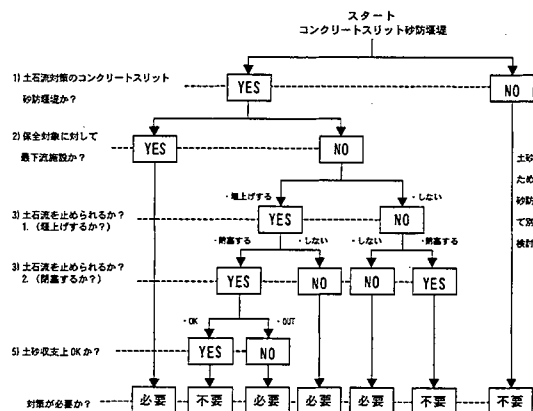 スタート
コンクリートスリット砂防堰堤
1) 土石流対策のコンクリートスリット
砂防堰堤か?
YES
NO
2) 保全対象に対して
最下流施設か?
YES
NO
土砂
ため
砂防
て別
検討
・堰上げする
・しない
3) 土石流を止められるか?
1. (堰上げするか?)
YES
NO
・閉塞する
・しない
・しない
・閉塞する
3) 土石流を止められるか?
2. (閉塞するか?)
YES
NO
NO
YES
・OK
・OUT
5) 土砂収支上OKか?
YES
NO
対策が必要か?
必要
不要
必要
必要
必要
不要
不要